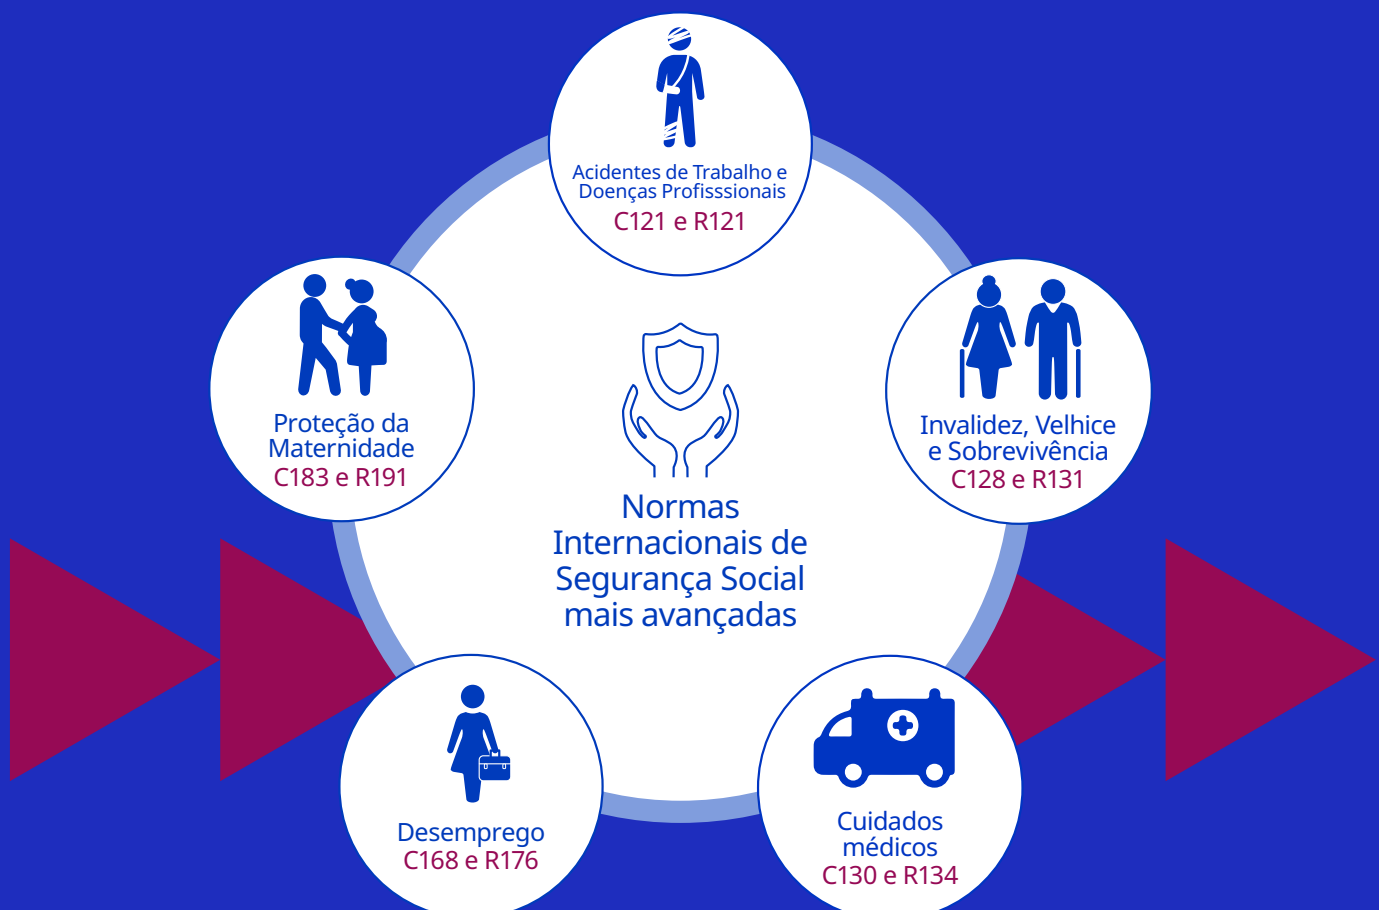 Acidentes de Trabalho e
Doenças Profisssionais
C121 e R121
Proteção da
Maternidade
C183 e R191
Invalidez, Velhice
e Sobrevivência
C128 e R131
Normas
Internacionais de
Segurança Social
mais avançadas
Desemprego
C168 e R176
Cuidados
médicos
C130 e R134